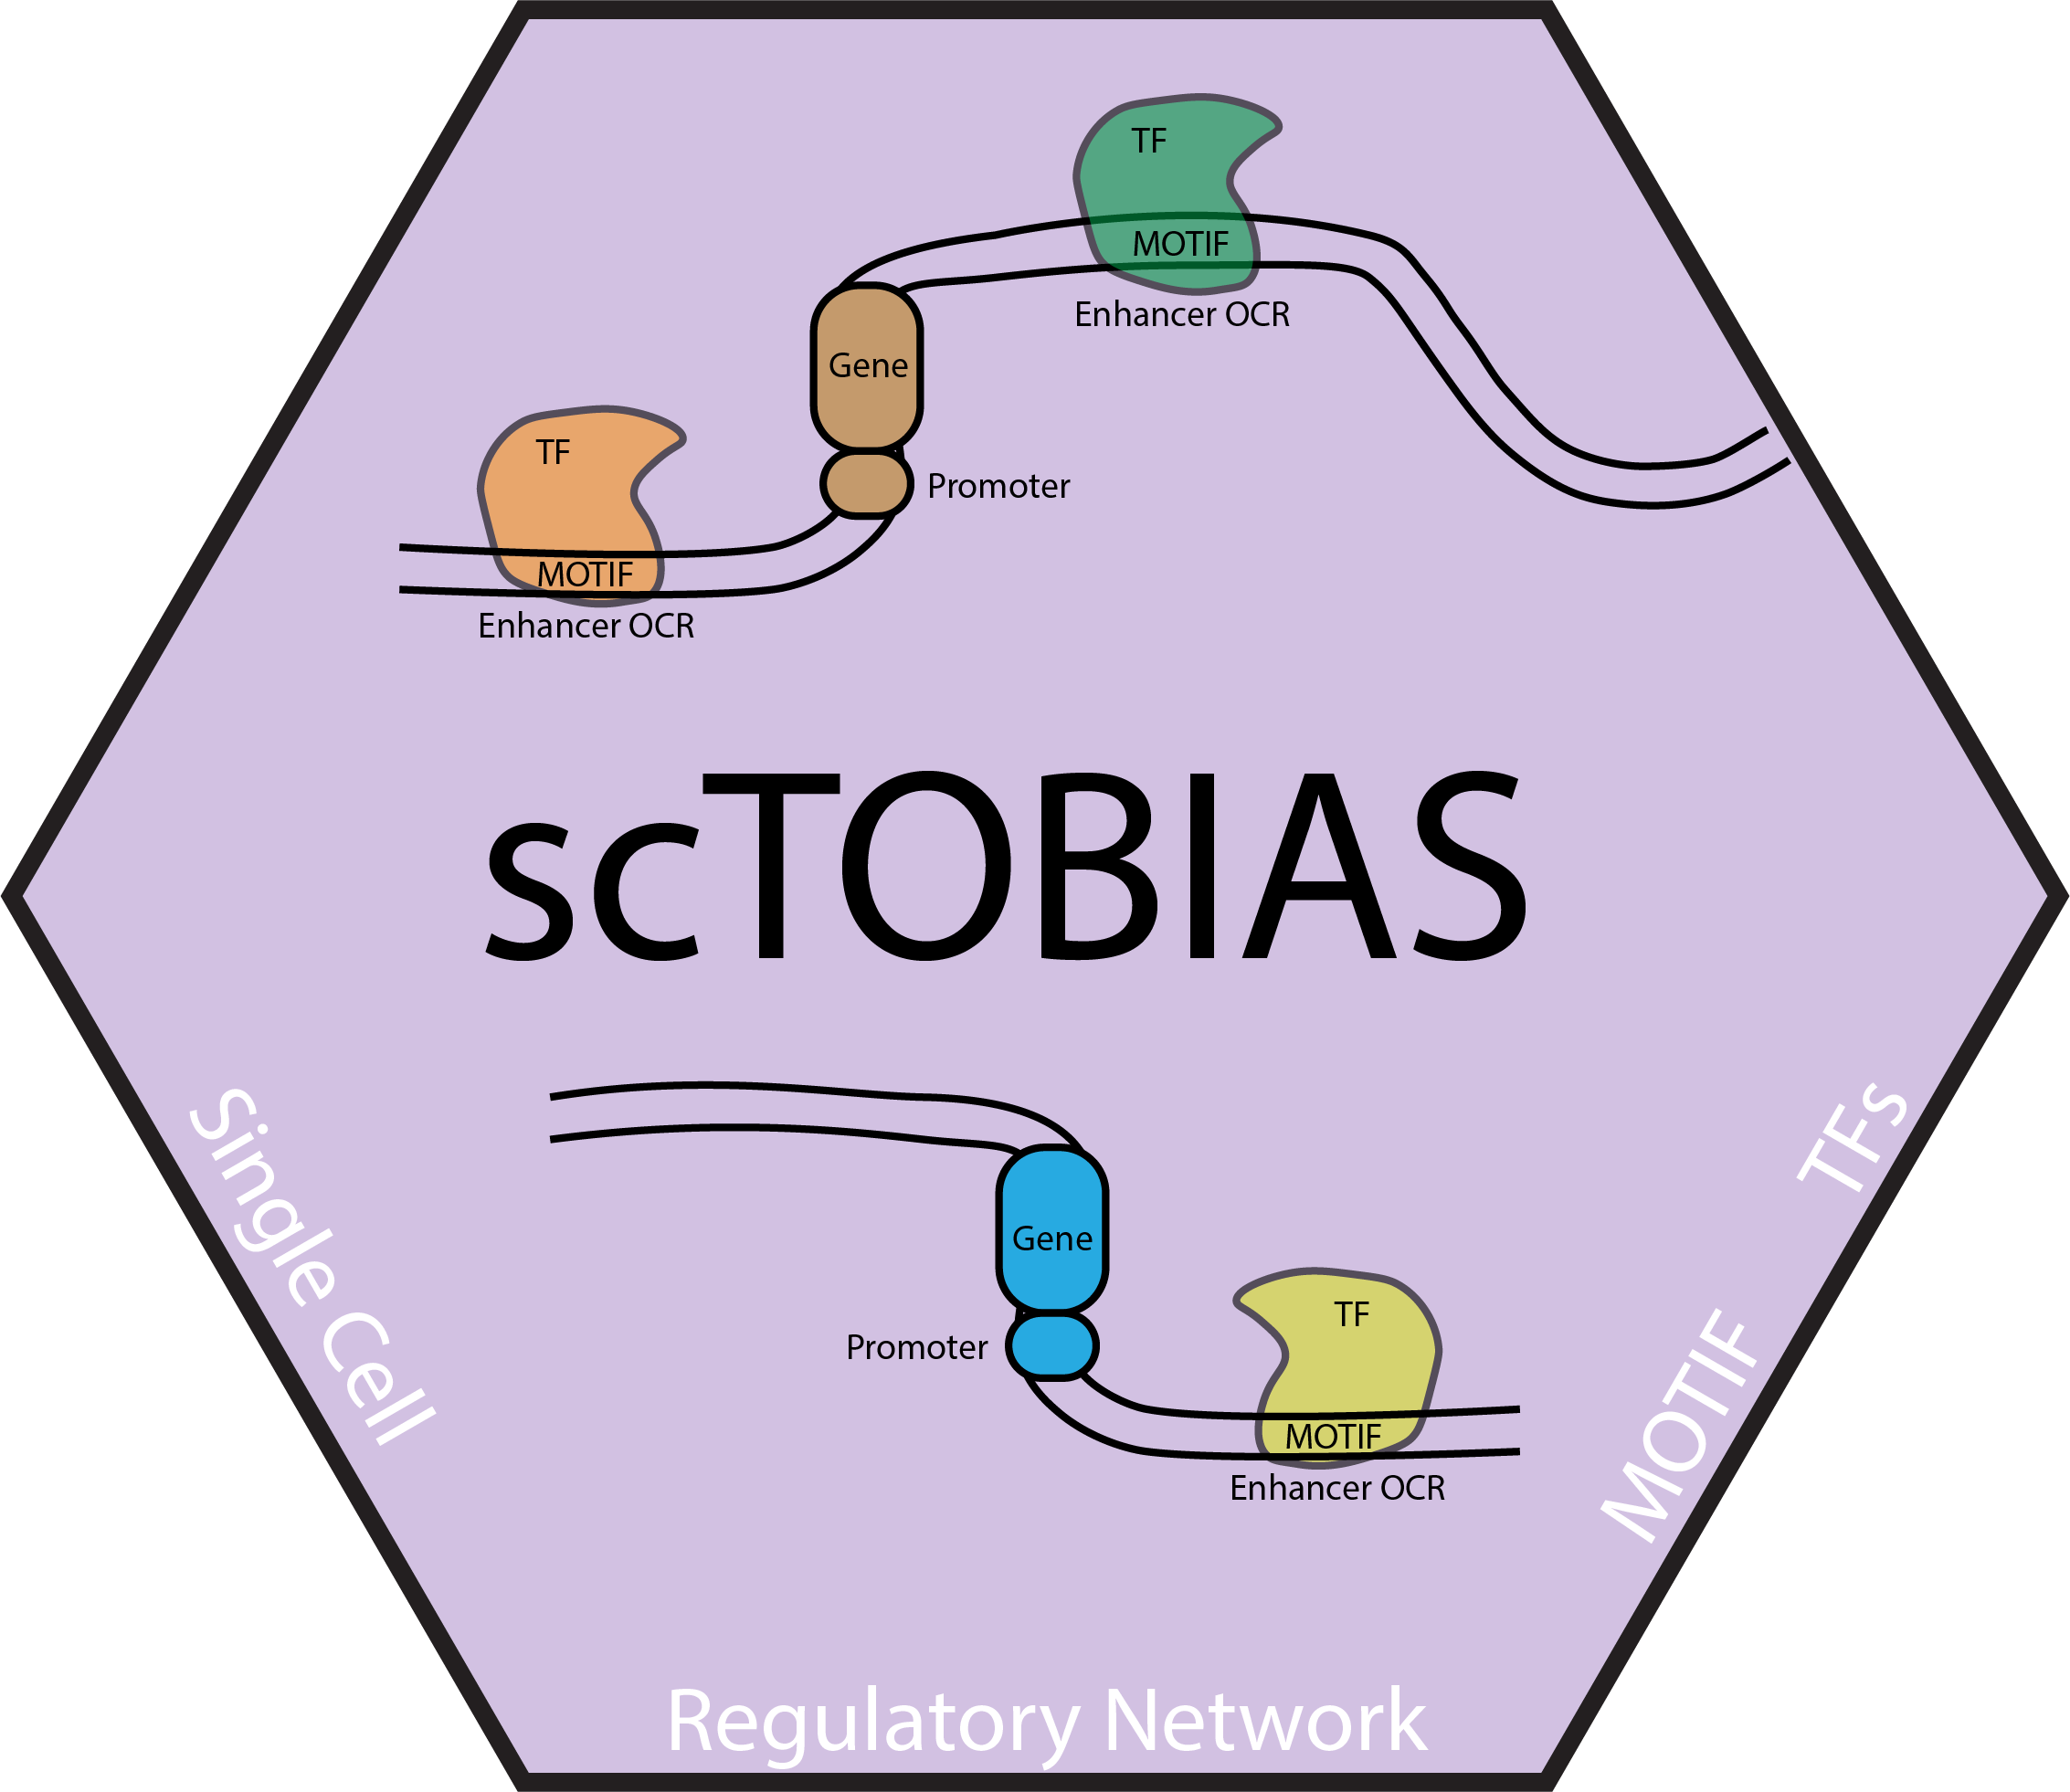 TF
MOTIF
Enhancer OCR
Gene
TF
Promoter
MOTIF
Enhancer OCR
scTOBIAS
Single Cell
TFs
Gene
TF
Promoter
MOTIF
Enhancer OCR
MOTIF
Regulatory Network